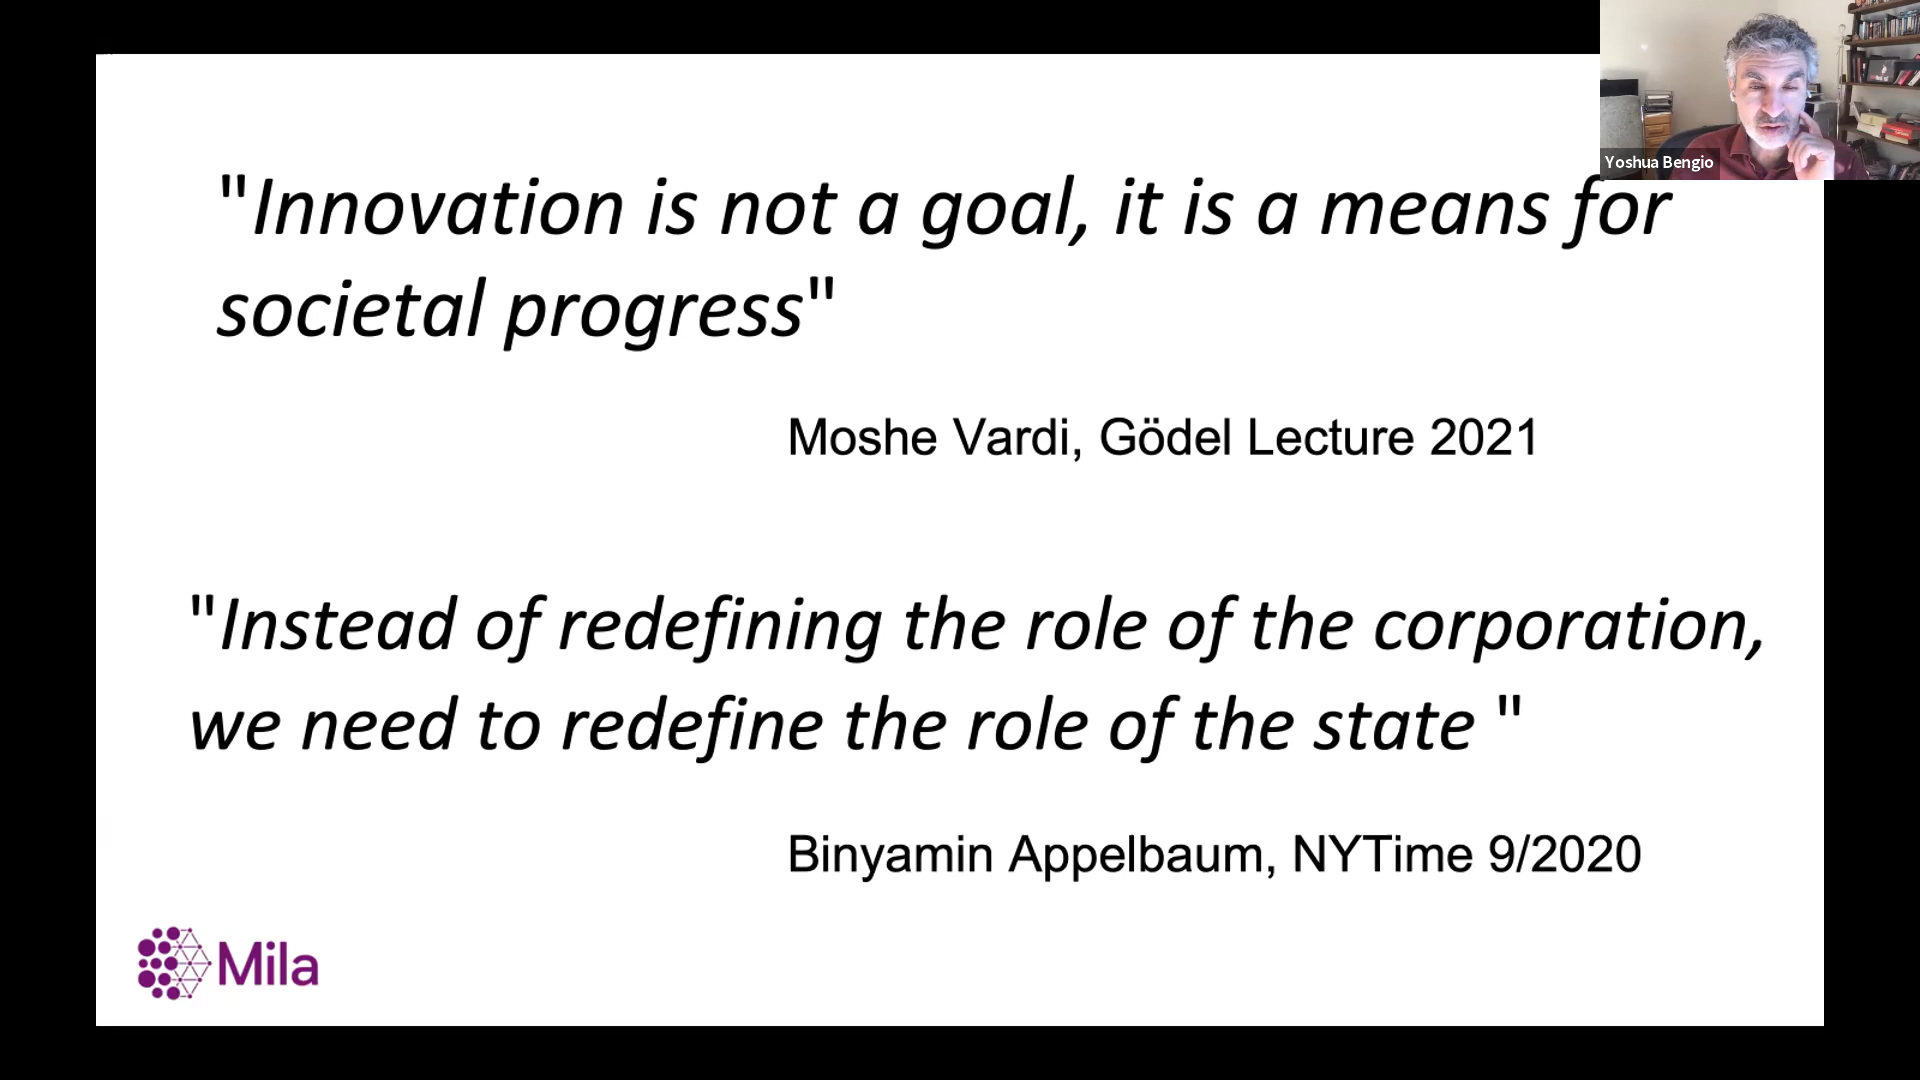 Yoshua Bengio
"Innovation is not a goal, it is a means for
societal progress"
Moshe Vardi, Gödel Lecture 2021
"Instead of redefining the role of the corporation,
we need to redefine the role of the state "
Binyamin Appelbaum, NYTime 9/2020
Mila